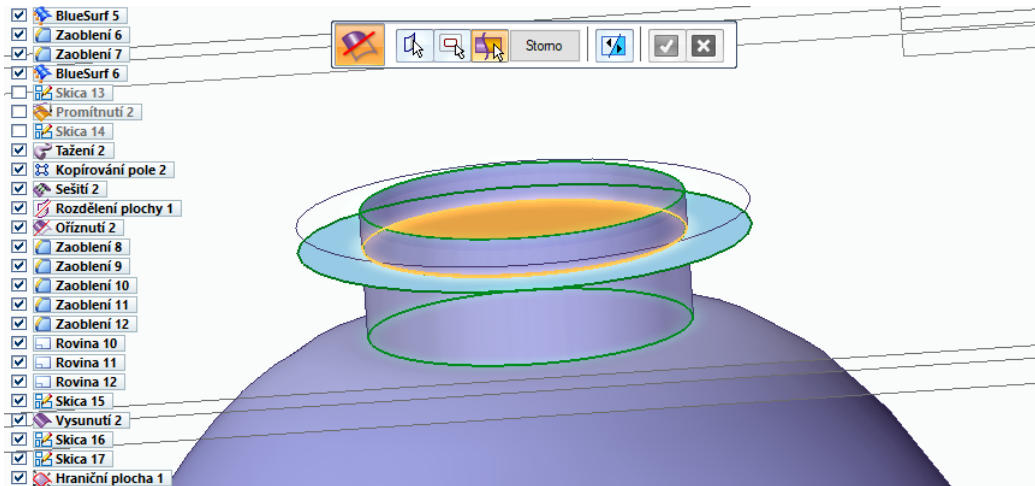 BlueSurf 5
Zaoblení 6
Zaoblení 7
BlueSurf 6
Skica 13
Promítnutí 2
Skica 14
Tažení 2
Kopírování pole 2
Sešití 2
Rozdělení plochy 1
Oříznutí 2
Zaoblení 8
Zaoblení 9
Zaoblení 10
Zaoblení 11
Zaoblení 12
Rovina 10
Rovina 11
Rovina 12
Skica 15
Vysunutí 2
Skica 16
Skica 17
Hraniční plocha 1
Storno